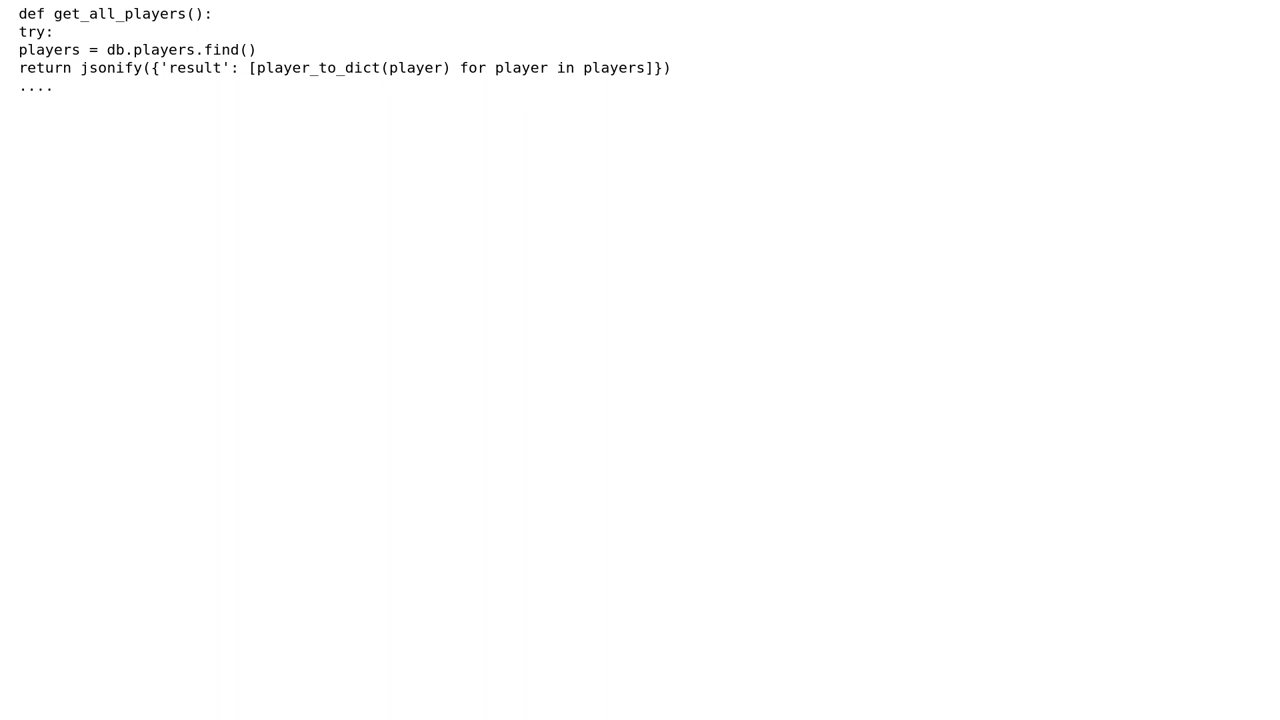 def get_all_players():
try:
players = db.players.find()
return jsonify({'result': [player_to_dict(player) for player in players]})
....